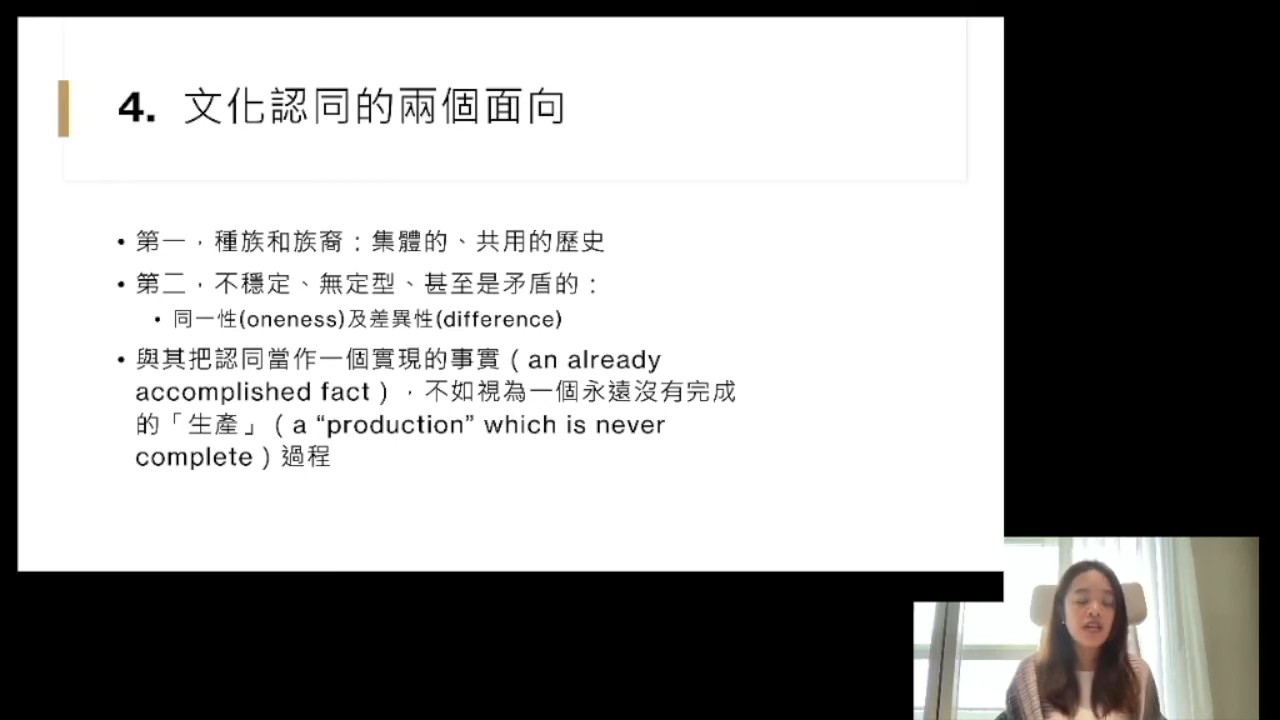 4. 文化認同的兩個面向
• 第一，種族和族裔：集體的、共用的歷史
• 第二，不穩定、無定型、甚至是矛盾的：
• 同一性(oneness)及差異性(difference)
• 與其把認同當作一個實現的事實（an already
accomplished fact），不如視為一個永遠沒有完成
的「生產」（a “production” which is never
complete）過程